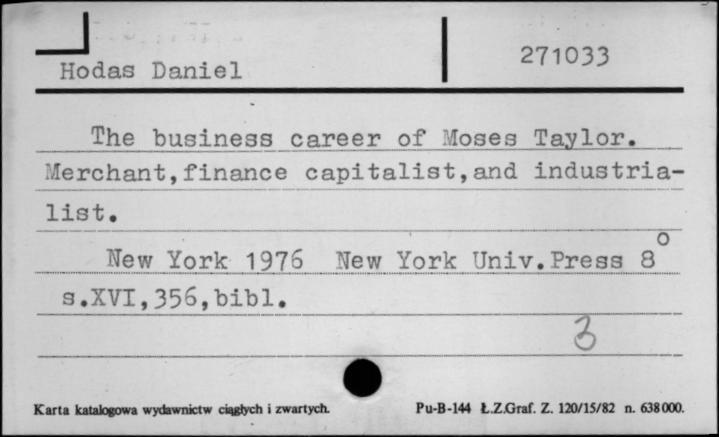 Hodas Daniel
271033
The business career of Moses Taylor.
Merchant,finance capitalist,and industria-
list.
New York 1976 New York Univ.Press 8°
s.XVI,356,bibl.
3
Karta katalogowa wydawnictw ciągłych i zwartych.
Pu-B-144 Ł.Z.Graf. Z. 120/15/82 n. 638000.